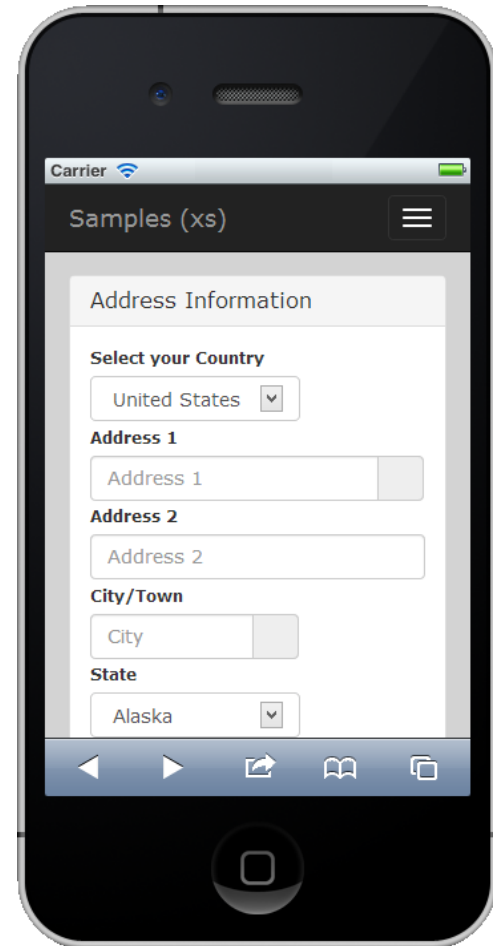 Carrier
Samples (xs)
Address Information
Select your Country
United States
Address 1
Address 1
Address 2
Address 2
City/Town
City
State
Alaska